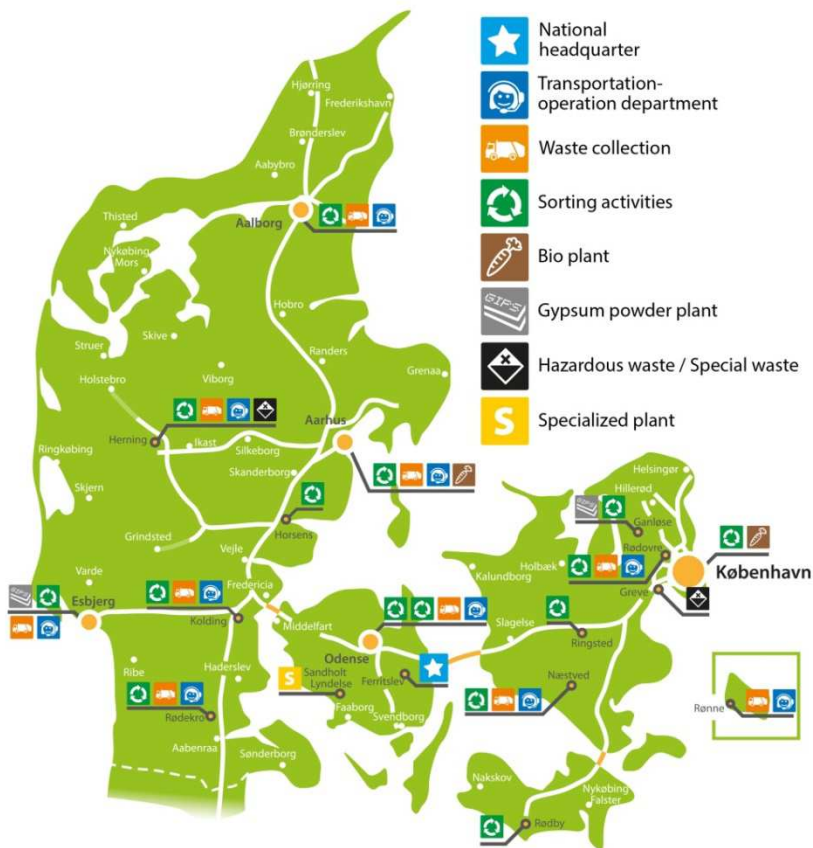 National
headquarter
Transportation-
operation department
Waste collection
Sorting activities
Bio plant
GIPS
Gypsum powder plant
Hazardous waste / Special waste
S
Specialized plant
Hjørring
Frederikshavn
Brønderslev
Aabybro
Thisted
Aalborg
Nykøbing
Mors
Hobro
Skive
Struer
Randers
Viborg
Grenaa
Holstebro
Aarhus
Herning
Ikast
Silkeborg
Ringkøbing
Skanderborg
Skjern
Horsens
Grindsted
Vejle
Varde
Fredericia
GIPS
Esbjerg
Kolding
Middelfart
Odense
Ribe
Haderslev
S
Sandholt
Lyndelse
Ferritslev
Rødekro
Faaborg
Svendborg
Aabenraa
Sønderborg
Helsingør
Hillerød
GIPS
Ganløse
Rødovre
Holbæk
Kalundborg
København
Greve
Slagelse
Ringsted
Næstved
Rønne
Nakskov
Nykøbing
Falster
Rødby